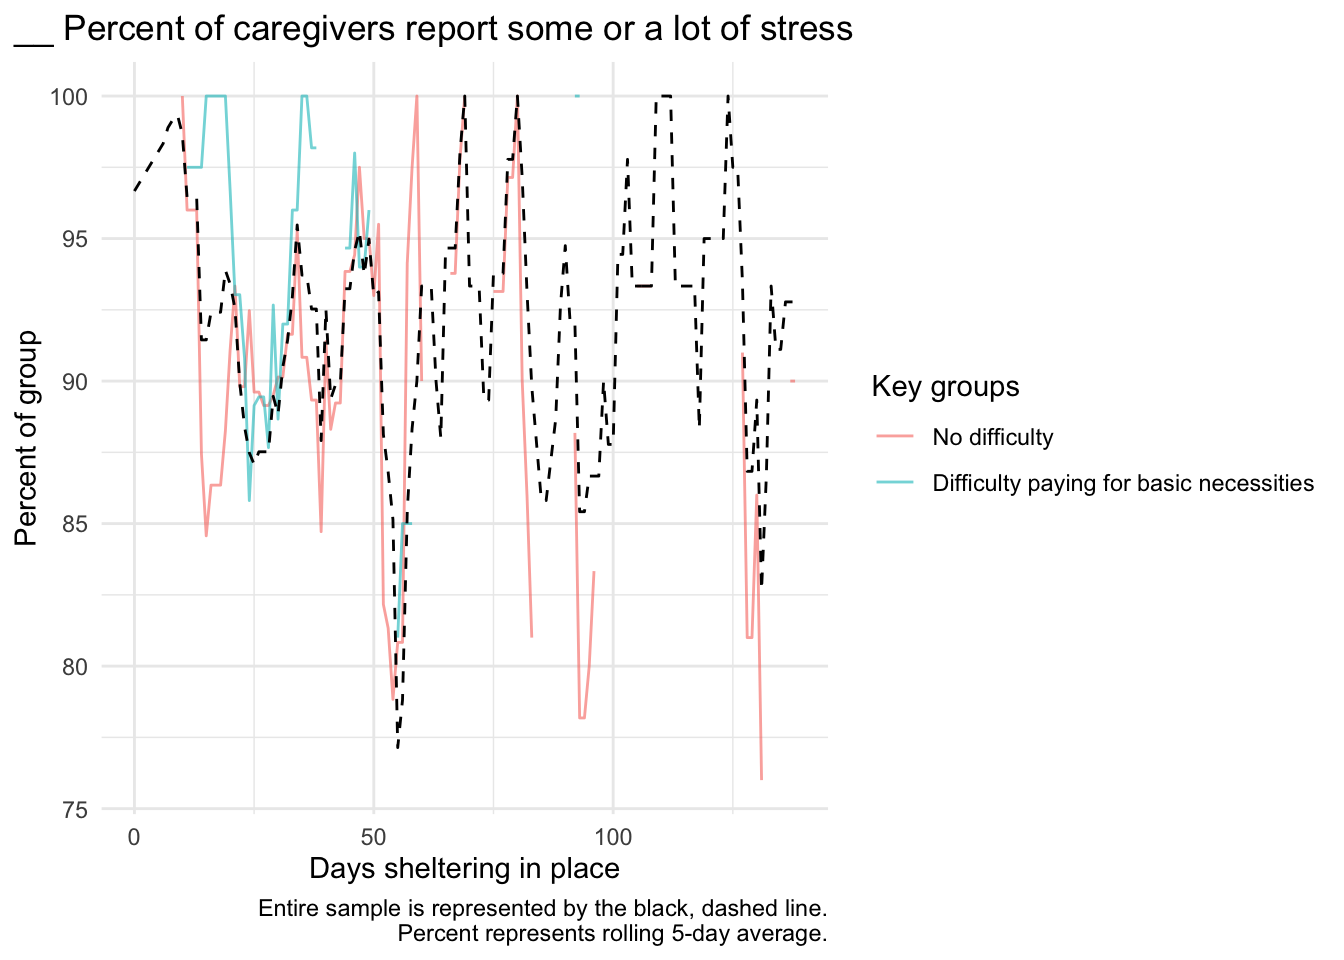 __ Percent of caregivers report some or a lot of stress
100
95
90
85
80
75
Percent of group
0
50
100
Days sheltering in place
Key groups
No difficulty
Difficulty paying for basic necessities
Entire sample is represented by the black, dashed line.
Percent represents rolling 5-day average.